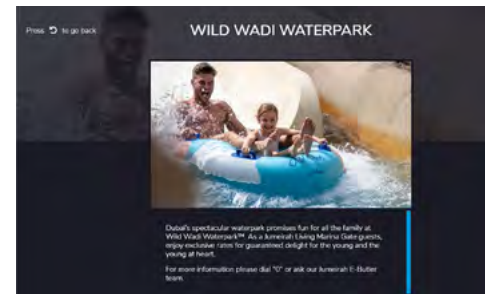 Press to go back
WILD WADI WATERPARK
Dubai's spectacular waterpark promises fun for all the family at
Wild Wadi Waterpark™. As a Jumeirah Living Marina Gate guests,
enjoy exclusive rates for guaranteed delight for the young and the
young at heart.
For more information please dial "0" or ask our Jumeirah E-Butler
team.